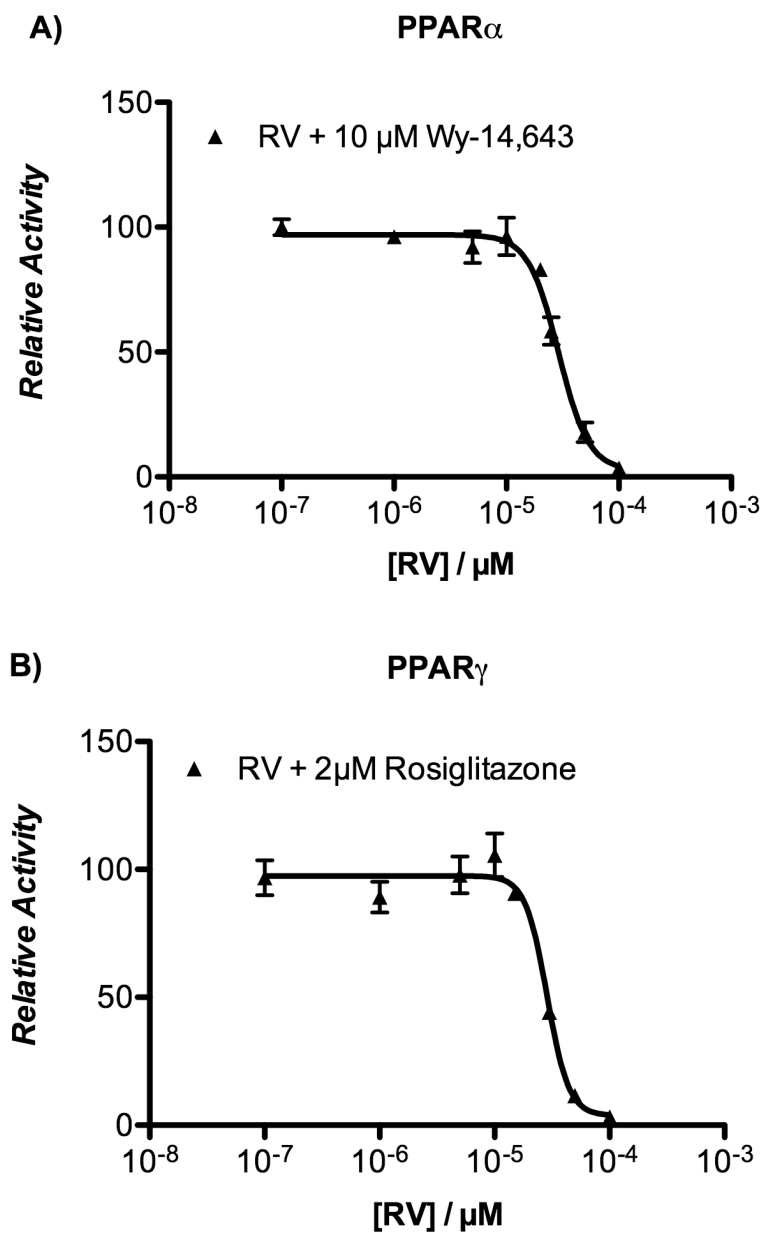 A)
PPARα
150
RV + 10 µM Wy-14,643
100
50
0
Relative Activity
10-8 10-7 10-6 10-5 10-4 10-3
[RV] / µM
B)
PPARγ
150
RV + 2µM Rosiglitazone
100
50
0
Relative Activity
10-8 10-7 10-6 10-5 10-4 10-3
[RV] / µM